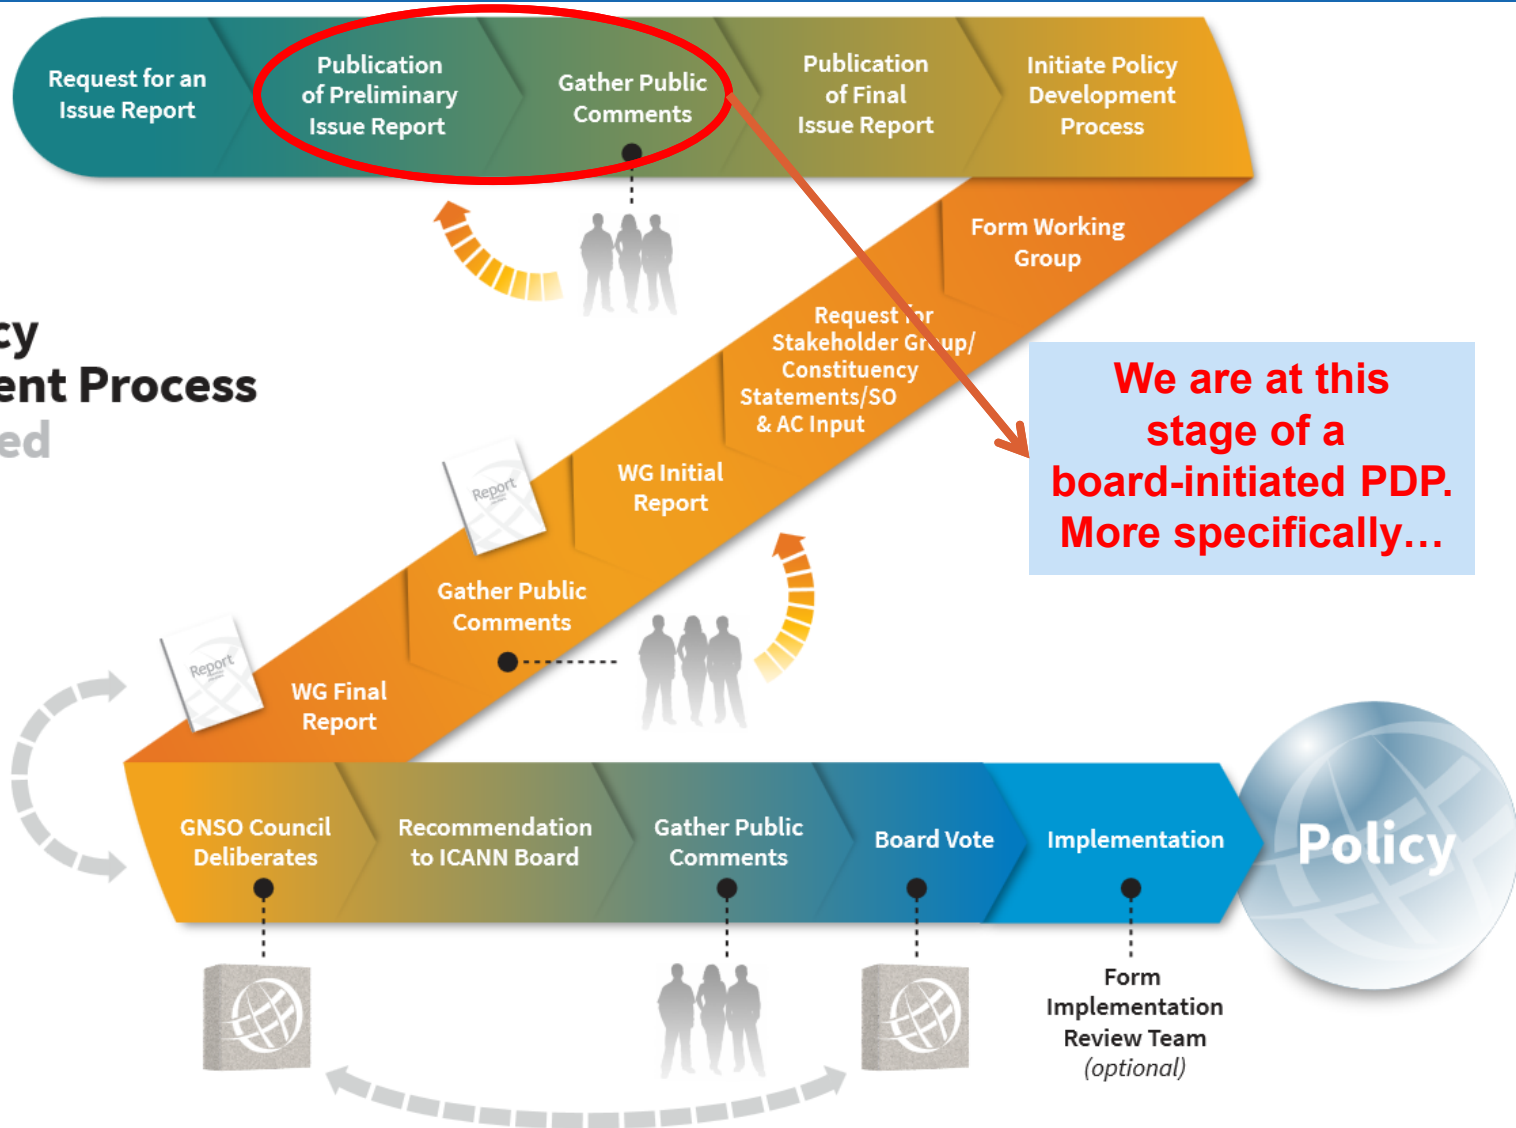 Request for an
Issue Report
Publication
of Preliminary
Issue Report
Gather Public
Comments
Publication
of Final
Issue Report
Initiate Policy
Development
Process
Form Working
Group
Request for
Stakeholder Group/
Constituency
Statements/SO
& AC Input
cy
ent Process
ed
We are at this
stage of a
board-initiated PDP.
More specifically…
WG Initial
Report
Report
Gather Public
Comments
Report
WG Final
Report
GNSO Council
Deliberates
Recommendation
to ICANN Board
Gather Public
Comments
Board Vote
Implementation
Policy
Form
Implementation
Review Team
(optional)